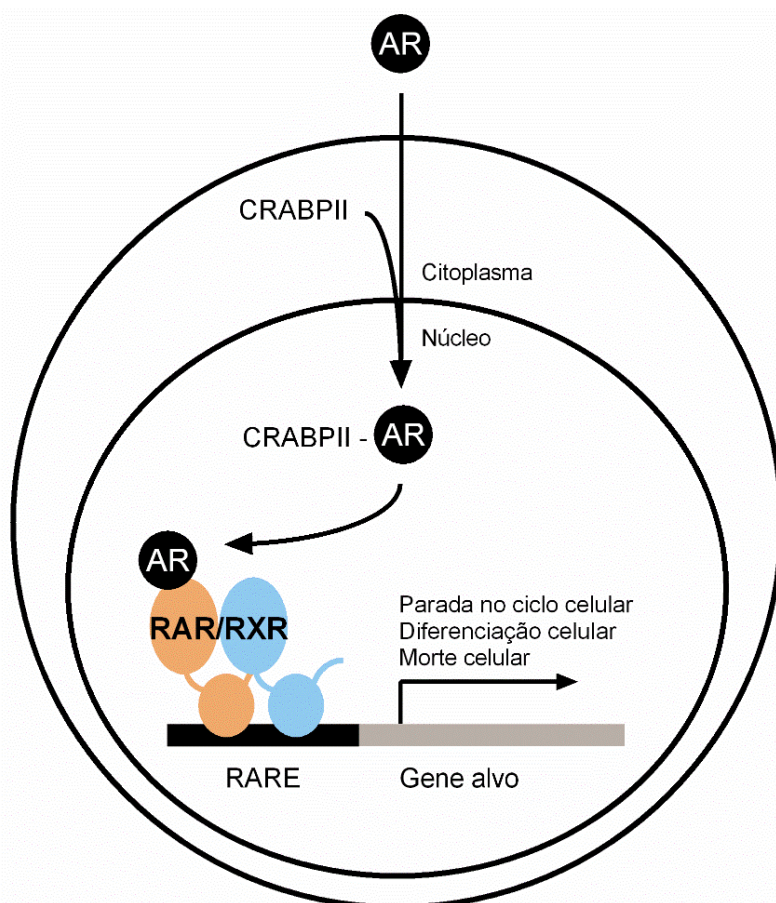 AR
CRABPII
Citoplasma
Núcleo
CRABPII - AR
AR
RAR/RXR
Parada no ciclo celular
Diferenciação celular
Morte celular
RARE
Gene alvo